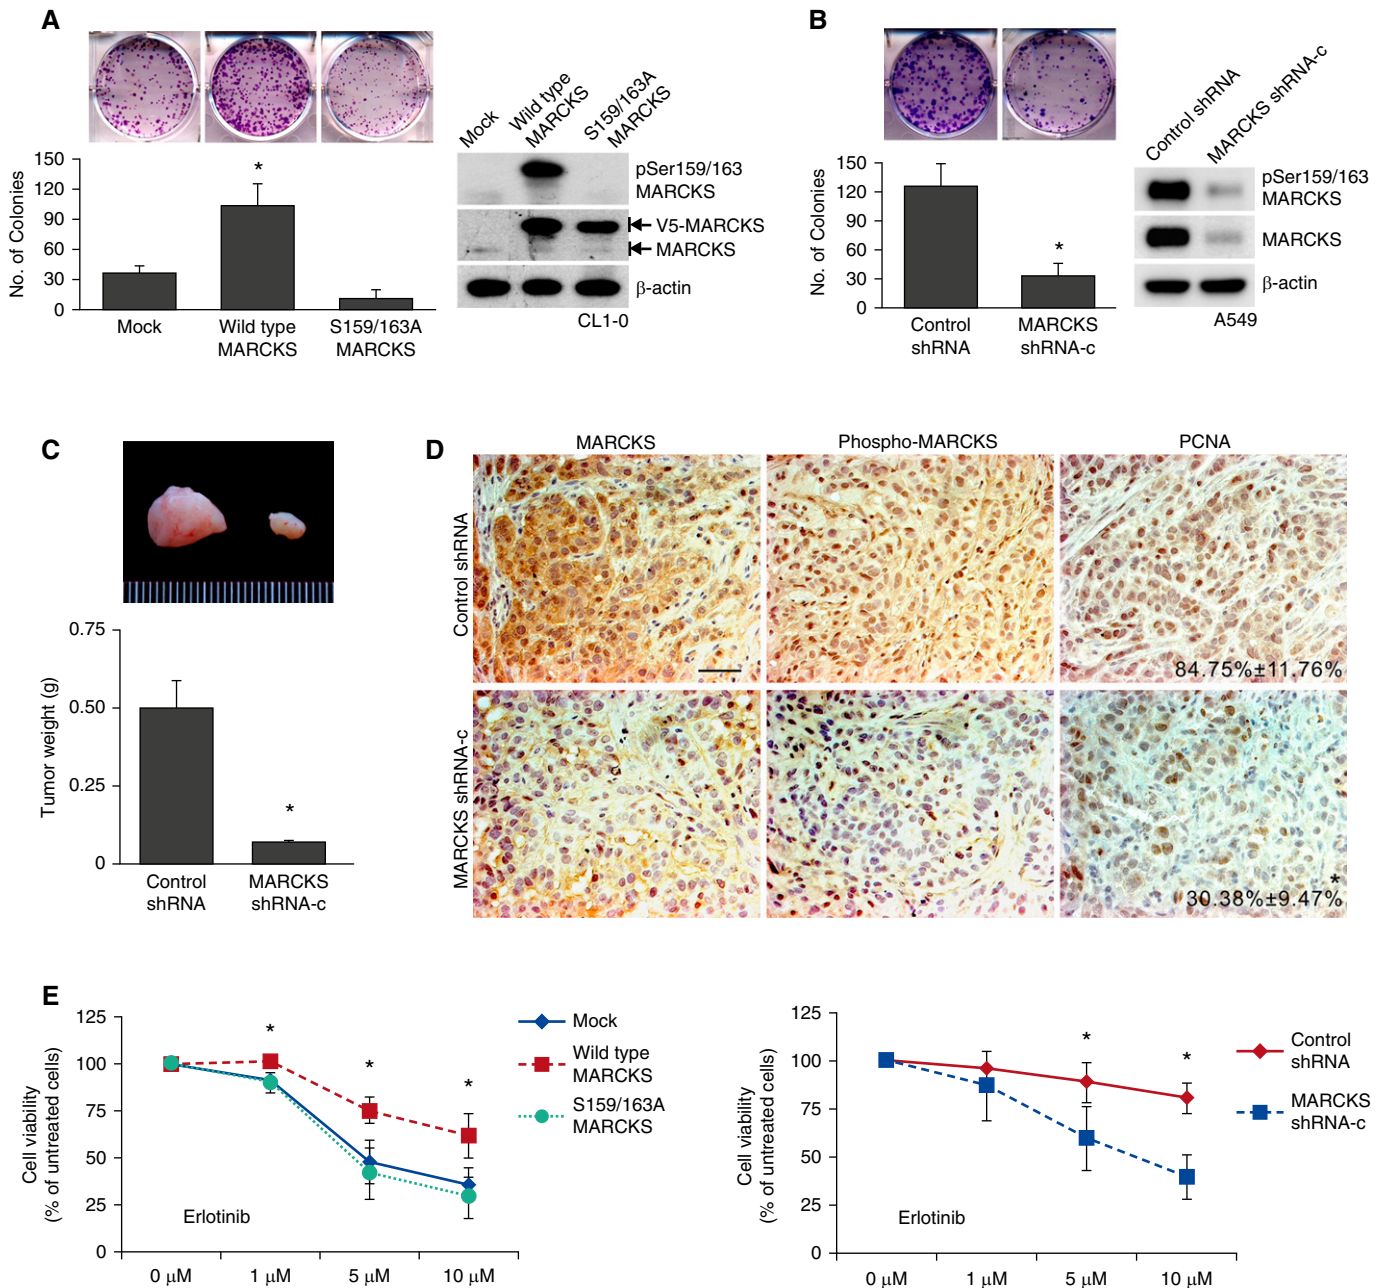 A
Mock
Wild type
MARCKS
S159/163A
MARCKS
150
120
90
60
30
0
No. of Colonies
*
Mock
Wild type
MARCKS
S159/163A
MARCKS
pSer159/163
MARCKS
V5-MARCKS
MARCKS
β-actin
CL1-0
B
Control shRNA
MARCKS shRNA-c
150
120
90
60
30
0
No. of Colonies
*
Control
shRNA
MARCKS
shRNA-c
pSer159/163
MARCKS
MARCKS
β-actin
A549
C
0.75
0.50
0.25
0
Tumor weight (g)
*
Control
shRNA
MARCKS
shRNA-c
D
MARCKS
Phospho-MARCKS
PCNA
Control shRNA
84.75%±11.76%
MARCKS shRNA-c
*
30.38%±9.47%
E
125
100
75
50
25
0
Cell viability
(% of untreated cells)
*
*
*
Erlotinib
0 μM
1 μM
5 μM
10 μM
Mock
Wild type
MARCKS
S159/163A
MARCKS
125
100
75
50
25
0
Cell viability
(% of untreated cells)
*
*
Erlotinib
0 μM
1 μM
5 μM
10 μM
Control
shRNA
MARCKS
shRNA-c